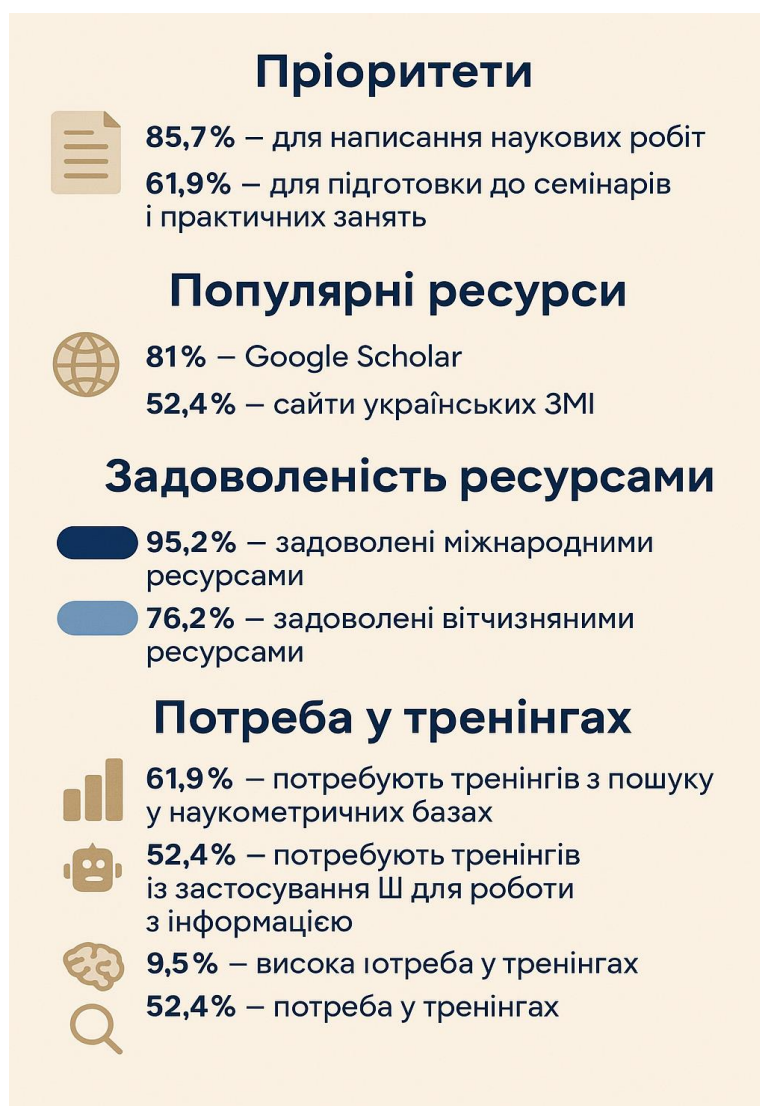 Пріоритети
85,7% – для написання наукових робіт
61,9% – для підготовки до семінарів
і практичних занять
Популярні ресурси
81% – Google Scholar
52,4% – сайти українських ЗМІ
Задоволеність ресурсами
95,2% – задоволені міжнародними
ресурсами
76,2% – задоволені вітчизняними
ресурсами
Потреба у тренінгах
61,9% – потребують тренінгів з пошуку
у наукометричних базах
52,4% – потребують тренінгів
із застосування Ш для роботи
з інформацією
9,5% – висока ıотреба у тренінгах
52,4% – потреба у тренінгах